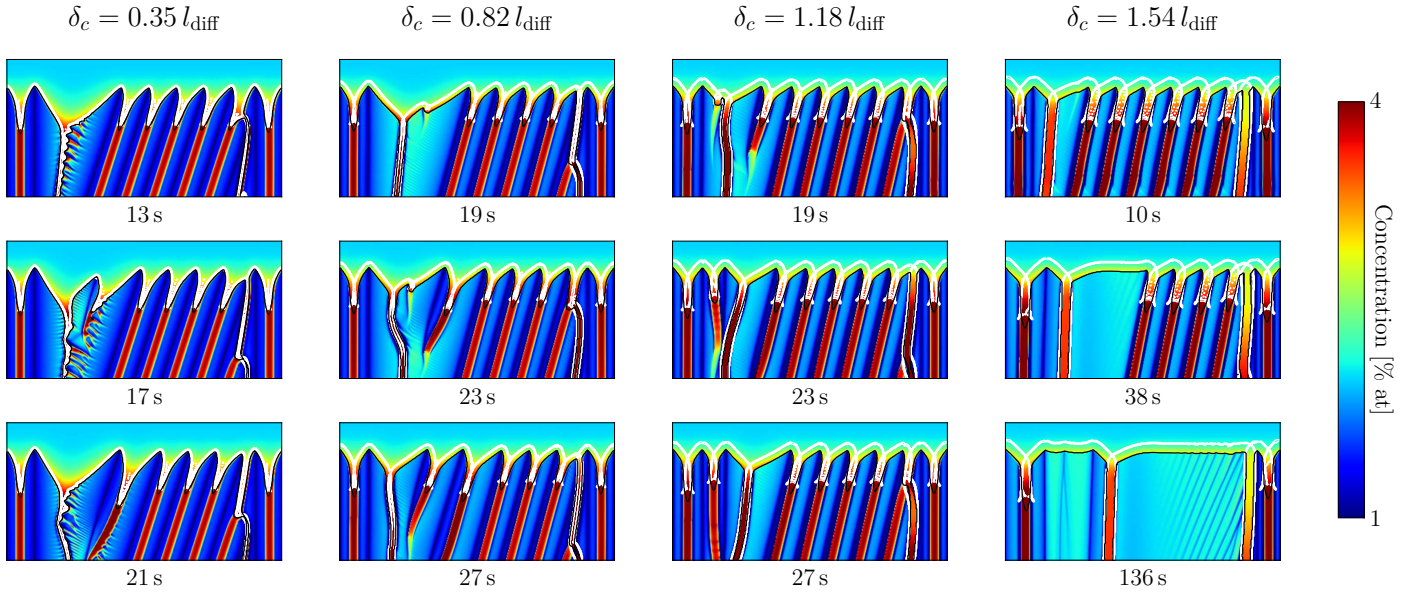 δc = 0.35 ldiff
δc = 0.82 ldiff
δc = 1.18 ldiff
δc = 1.54 ldiff
13 s
19 s
19 s
10 s
17 s
23 s
23 s
38 s
21 s
27 s
27 s
136 s
4
Concentration [% at]
1